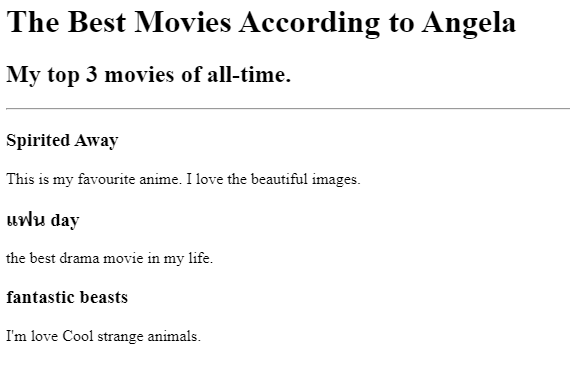 The Best Movies According to Angela
My top 3 movies of all-time.
Spirited Away
This is my favourite anime. I love the beautiful images.
แฟน day
the best drama movie in my life.
fantastic beasts
I'm love Cool strange animals.